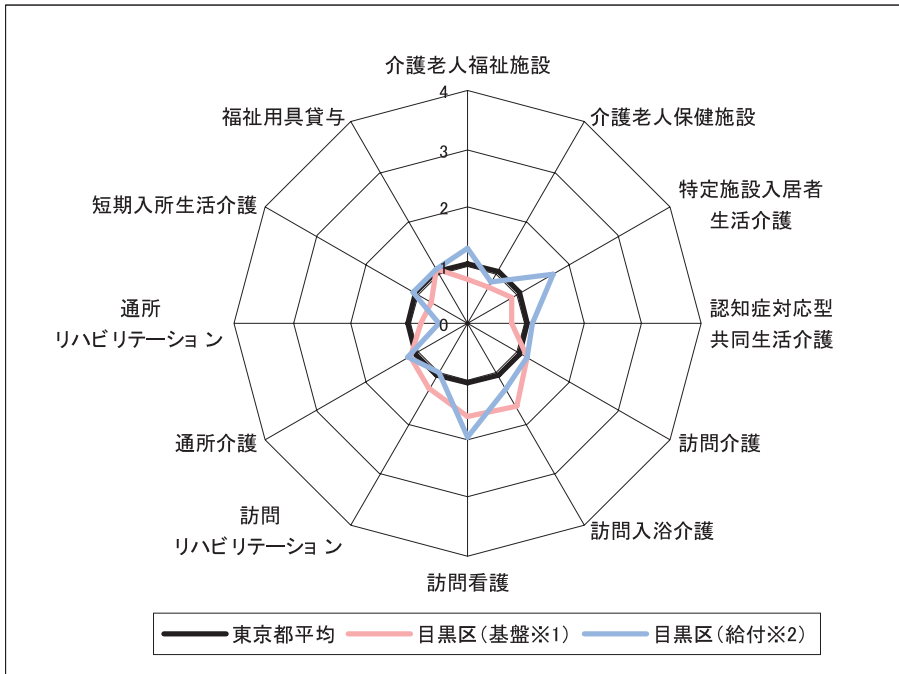 介護老人福祉施設
介護老人保健施設
特定施設入居者
生活介護
認知症対応型
共同生活介護
訪問介護
訪問入浴介護
訪問看護
訪問
リハビリテーション
通所介護
通所
リハビリテーション
短期入所生活介護
福祉用具貸与
4
3
2
1
0
東京都平均
目黒区(基盤※1)
目黒区(給付※2)